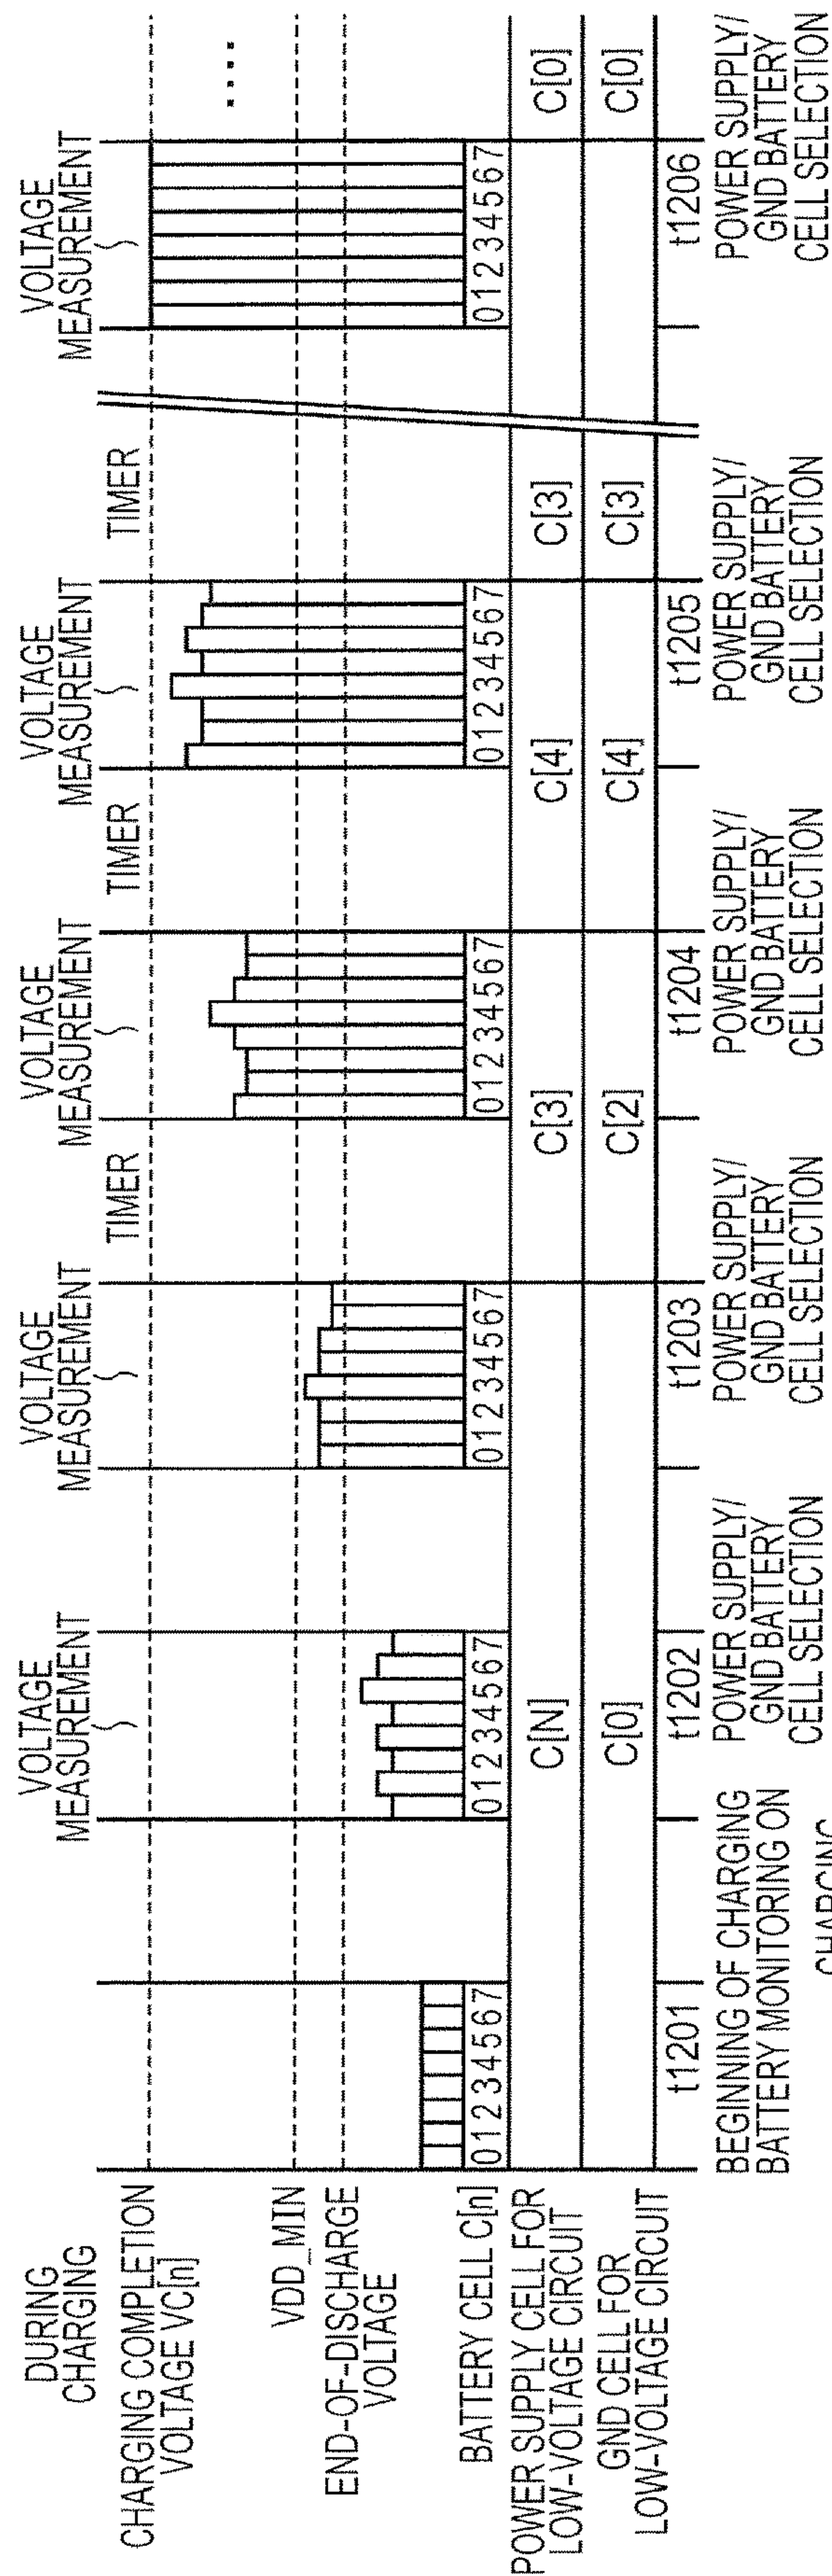 DURING
CHARGING
CHARGING COMPLETION
VOLTAGE VC[n]
VDD_MIN
END-OF-DISCHARGE
VOLTAGE
BATTERY CELL C[n]
POWER SUPPLY CELL FOR
LOW-VOLTAGE CIRCUIT
GND CELL FOR
LOW-VOLTAGE CIRCUIT
01234567
t1201
BEGINNING OF CHARGING
BATTERY MONITORING ON
CHARGING
VOLTAGE
MEASUREMENT
01234567
C[N]
C[0]
t1202
POWER SUPPLY/
GND BATTERY
CELL SELECTION
VOLTAGE
MEASUREMENT
01234567
t1203
POWER SUPPLY/
GND BATTERY
CELL SELECTION
TIMER
C[3]
C[2]
VOLTAGE
MEASUREMENT
01234567
t1204
POWER SUPPLY/
GND BATTERY
CELL SELECTION
TIMER
C[4]
C[4]
VOLTAGE
MEASUREMENT
01234567
t1205
POWER SUPPLY/
GND BATTERY
CELL SELECTION
TIMER
C[3]
C[3]
VOLTAGE
MEASUREMENT
01234567
t1206
POWER SUPPLY/
GND BATTERY
CELL SELECTION
....
C[0]
C[0]